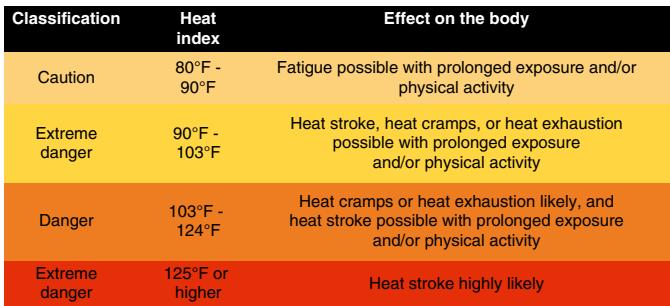 Classification
Heat
index
Effect on the body
Caution
80°F -
90°F
Fatigue possible with prolonged exposure and/or
physical activity
Extreme
danger
90°F -
103°F
Heat stroke, heat cramps, or heat exhaustion
possible with prolonged exposure
and/or physical activity
Danger
103°F -
124°F
Heat cramps or heat exhaustion likely, and
heat stroke possible with prolonged exposure
and/or physical activity
Extreme
danger
125°F or
higher
Heat stroke highly likely